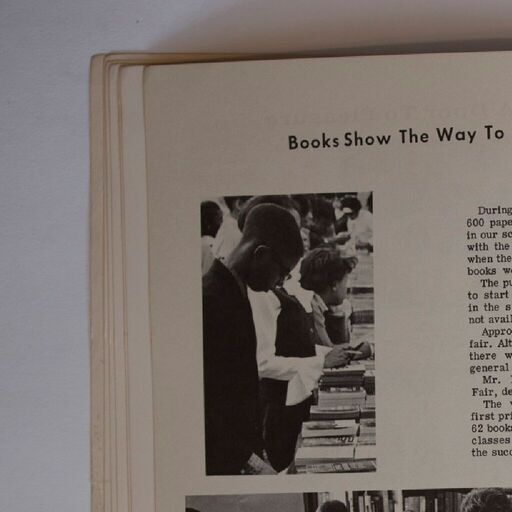 Books Show The Way To
During
600 pape
in our sc
with the
when the
books we
The pu
to start
in the s
not avail
Appro
fair. Alt
there w
general
Mr.
Fair, de
The
first pri
62 books
classes
the succ